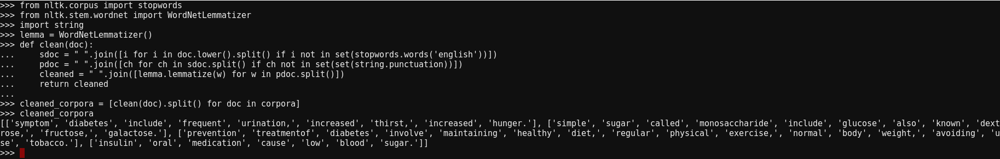 >>> from nltk.corpus import stopwords
>>> from nltk.stem.wordnet import WordNetLemmatizer
>>> import string
>>> lemma = WordNetLemmatizer()
>>> def clean(doc):
...     sdoc = " ".join([i for i in doc.lower().split() if i not in set(stopwords.words('english'))])
...     pdoc = " ".join([ch for ch in sdoc.split() if ch not in set(set(string.punctuation))])
...     cleaned = " ".join([lemma.lemmatize(w) for w in pdoc.split()])
...     return cleaned
...
>>> cleaned_corpora = [clean(doc).split() for doc in corpora]
>>> cleaned_corpora
[['symptom', 'diabetes', 'include', 'frequent', 'urination,', 'increased', 'thirst,', 'increased', 'hunger.'], ['simple', 'sugar', 'called', 'monosaccharide', 'include', 'glucose', 'also', 'known', 'dext
rose,', 'fructose,', 'galactose.'], ['prevention', 'treatmentof', 'diabetes', 'involve', 'maintaining', 'healthy', 'diet,', 'regular', 'physical', 'exercise,', 'normal', 'body', 'weight,', 'avoiding', 'u
se', 'tobacco.'], ['insulin', 'oral', 'medication', 'cause', 'low', 'blood', 'sugar.']]
>>>